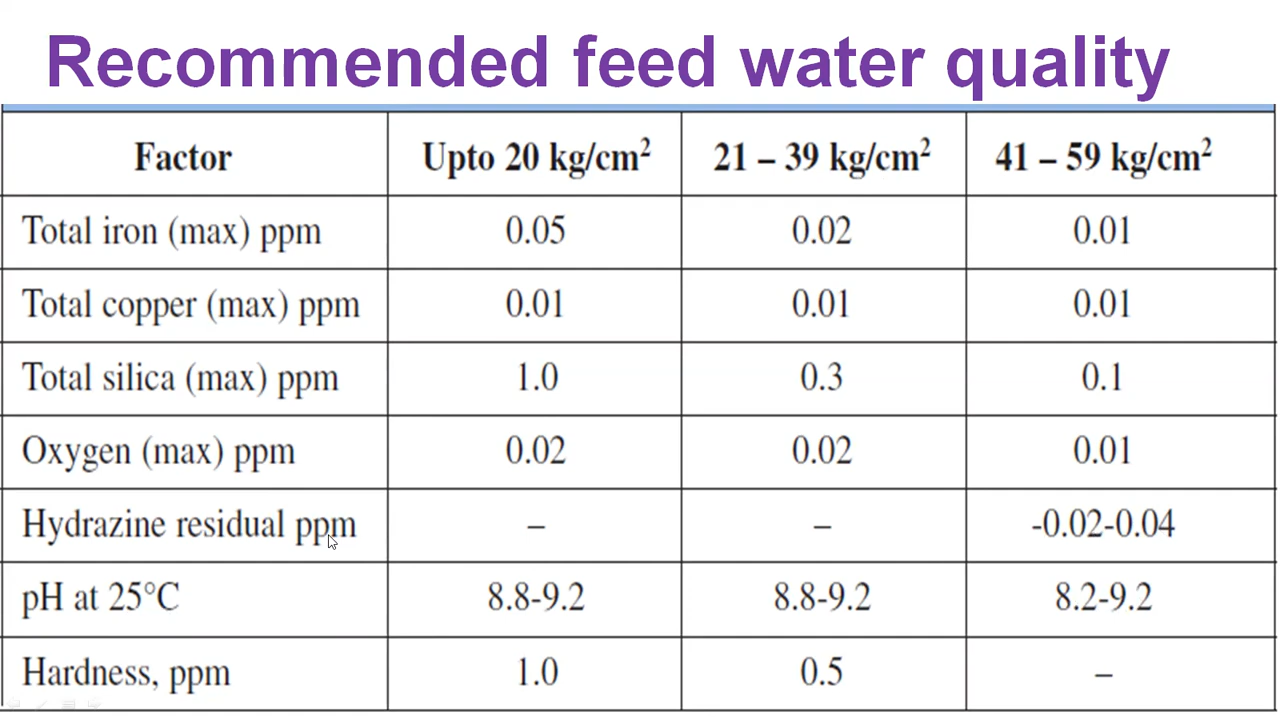 Recommended feed water quality
Factor Upto 20 kg/cm² 21 – 39 kg/cm² 41 – 59 kg/cm²
Total iron (max) ppm 0.05 0.02 0.01
Total copper (max) ppm 0.01 0.01 0.01
Total silica (max) ppm 1.0 0.3 0.1
Oxygen (max) ppm 0.02 0.02 0.01
Hydrazine residual ppm – – -0.02-0.04
pH at 25°C 8.8-9.2 8.8-9.2 8.2-9.2
Hardness, ppm 1.0 0.5 –